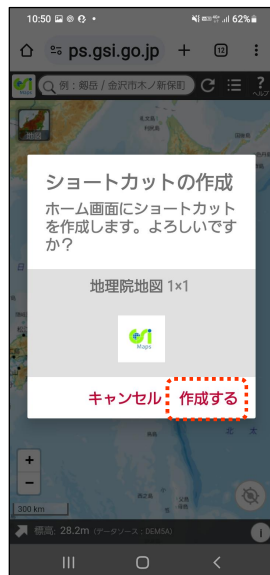 10:50
62%
ps.gsi.go.jp
12
例：剱岳 / 金沢市木ノ新保町
ヘルプ
地図
ショートカットの作成
ホーム画面にショートカット
を作成します。よろしいです
か？
地理院地図 1×1
GSI
Maps
キャンセル 作成する
+
−
300 km
標高: 28.2m (データソース：DEM5A)